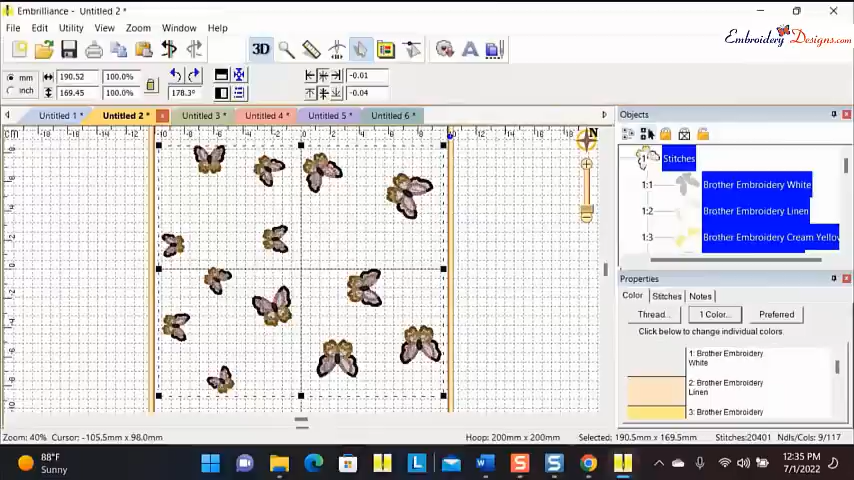 Embrilliance - Untitled 2 *
File Edit Utility View Zoom Window Help
3D
Embroidery Designs.com
mm 190.52 100.0%
inch 169.45 100.0% 178.3° -0.01
-0.04
Untitled 1 * Untitled 2 * Untitled 3 * Untitled 4 * Untitled 5 * Untitled 6 *
cm
N
Objects
1 Stitches
1:1 Brother Embroidery White
1:2 Brother Embroidery Linen
1:3 Brother Embroidery Cream Yellow
Properties
Color Stitches Notes
Thread... 1 Color... Preferred
Click below to change individual colors.
1: Brother Embroidery
White
2: Brother Embroidery
Linen
3: Brother Embroidery
Zoom: 40% Cursor: -105.5mm x 98.0mm Hoop: 200mm x 200mm Selected: 190.5mm x 169.5mm Stitches:20401 Ndls/Cols: 9/117
88°F
Sunny
12:35 PM
7/1/2022